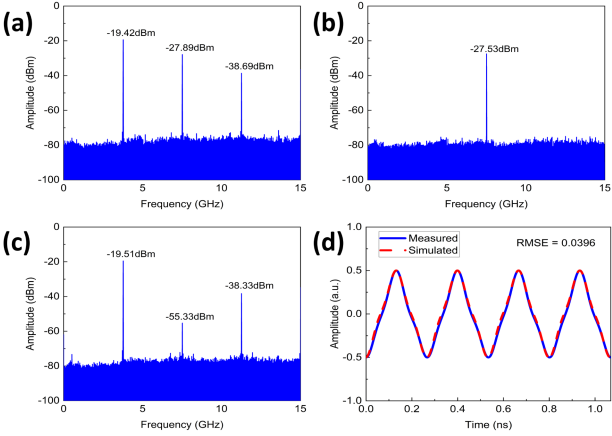 (a)
0
-20
-40
-60
-80
-100
Amplitude (dBm)
-19.42dBm
-27.89dBm
-38.69dBm
0 5 10 15
Frequency (GHz)
(b)
0
-20
-40
-60
-80
-100
Amplitude (dBm)
-27.53dBm
0 5 10 15
Frequency (GHz)
(c)
0
-20
-40
-60
-80
-100
Amplitude (dBm)
-19.51dBm
-55.33dBm
-38.33dBm
0 5 10 15
Frequency (GHz)
(d)
1.0
0.5
0.0
-0.5
-1.0
Amplitude (a.u.)
Measured
Simulated
RMSE = 0.0396
0.0 0.2 0.4 0.6 0.8 1.0
Time (ns)